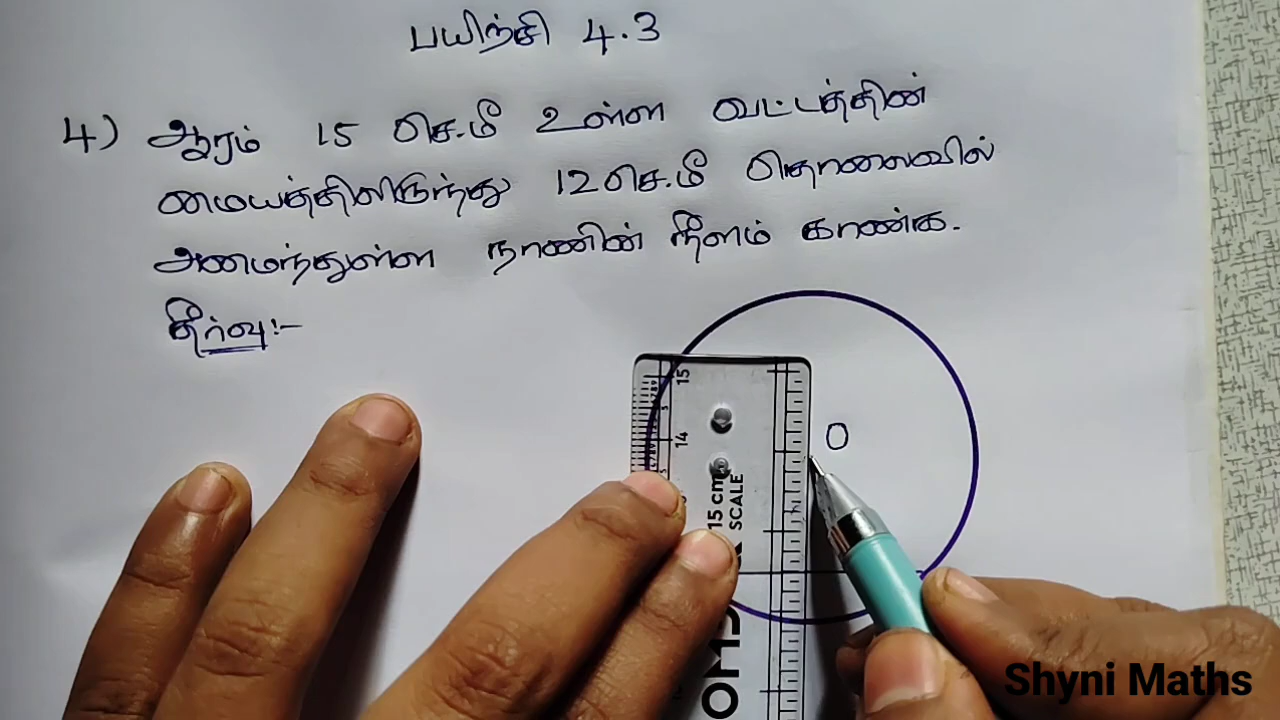 பயிற்சி 4.3
4) ஆரம் 15 செ.மீ உள்ள வட்டத்தின்
மையத்திலிருந்து 12 செ.மீ தொலைவில்
அமைந்துள்ள நாணின் நீளம் காண்க.
தீர்வு:-
O
15
14
15 cm
SCALE
Shyni Maths